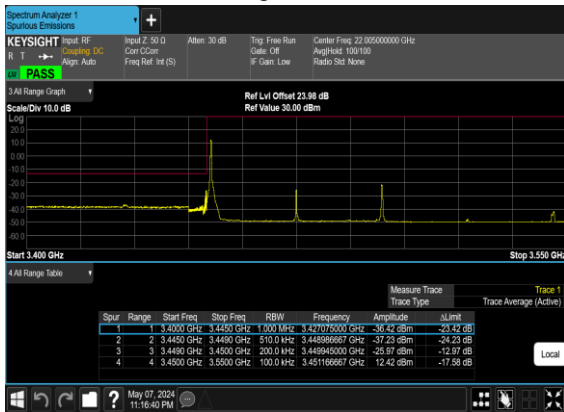 Spectrum Analyzer 1
Spurious Emissions
KEYSIGHT Input: RF
R T
Coupling: DC
Align: Auto
Input Z: 50 Ω
Corr CCorr
Freq Ref: Int (S)
Atten: 30 dB
Trig: Free Run
Gate: Off
IF Gain: Low
Center Freq: 22.005000000 GHz
Avg|Hold: 100/100
Radio Std: None
PASS
3 All Range Graph
Scale/Div 10.0 dB
Ref Lvl Offset 23.98 dB
Ref Value 30.00 dBm
Log
20.0
10.0
0.00
-10.0
-20.0
-30.0
-40.0
-50.0
-60.0
Start 3.400 GHz
Stop 3.550 GHz
4 All Range Table
Measure Trace Trace 1
Trace Type Trace Average (Active)
Spur Range Start Freq Stop Freq RBW Frequency Amplitude ΔLimit
1 1 3.4000 GHz 3.4450 GHz 1.000 MHz 3.427075000 GHz -36.42 dBm -23.42 dB
2 2 3.4450 GHz 3.4490 GHz 510.0 kHz 3.448986667 GHz -37.23 dBm -24.23 dB
3 3 3.4490 GHz 3.4500 GHz 200.0 kHz 3.449945000 GHz -25.97 dBm -12.97 dB
4 4 3.4500 GHz 3.5500 GHz 100.0 kHz 3.451166667 GHz 12.42 dBm -17.58 dB
Local
May 07, 2024
11:16:40 PM